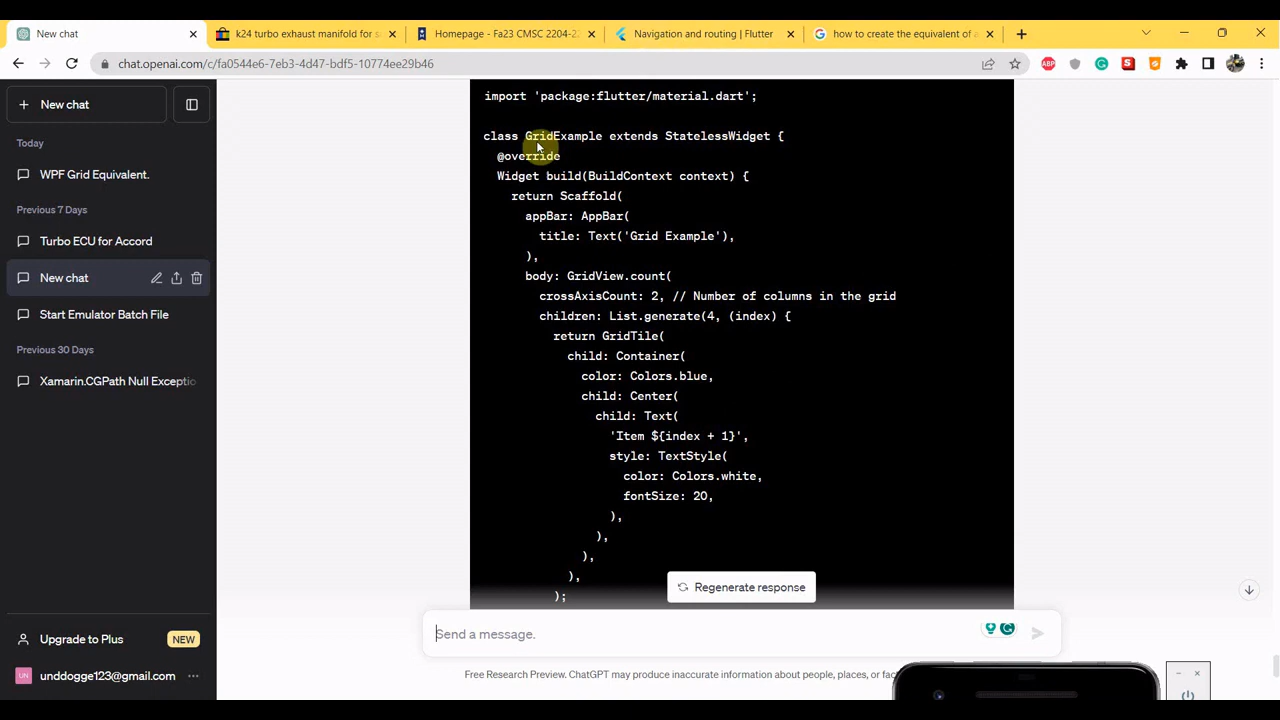 New chat
k24 turbo exhaust manifold for s
Homepage - Fa23 CMSC 2204-22
Navigation and routing | Flutter
how to create the equivalent of a
chat.openai.com/c/fa0544e6-7eb3-4d47-bdf5-10774ee29b46
ABP
New chat
Today
WPF Grid Equivalent.
Previous 7 Days
Turbo ECU for Accord
New chat
Start Emulator Batch File
Previous 30 Days
Xamarin.CGPath Null Exceptio
Upgrade to Plus
NEW
UN
unddogge123@gmail.com
import 'package:flutter/material.dart';
class GridExample extends StatelessWidget {
@override
Widget build(BuildContext context) {
return Scaffold(
appBar: AppBar(
title: Text('Grid Example'),
),
body: GridView.count(
crossAxisCount: 2, // Number of columns in the grid
children: List.generate(4, (index) {
return GridTile(
child: Container(
color: Colors.blue,
child: Center(
child: Text(
'Item ${index + 1}',
style: TextStyle(
color: Colors.white,
fontSize: 20,
),
),
),
),
);
Regenerate response
Send a message.
Free Research Preview. ChatGPT may produce inaccurate information about people, places, or fac